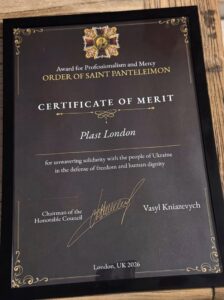 Award for Professionalism and Mercy
ORDER OF SAINT PANTELEIMON
CERTIFICATE OF MERIT
Plast London
for unwavering solidarity with the people of Ukraine
in the defense of freedom and human dignity
Chairman of the
Honorable Council
Vasyl Kniazevych
London, UK 2026